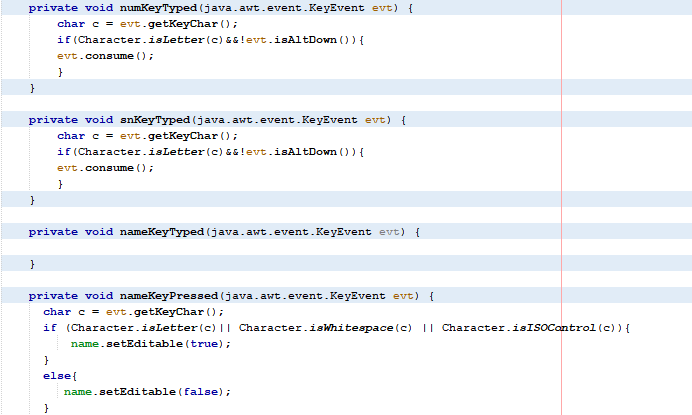 private void numKeyTyped(java.awt.event.KeyEvent evt) {
char c = evt.getKeyChar();
if(Character.isLetter(c)&&!evt.isAltDown()){
evt.consume();
}
}
private void snKeyTyped(java.awt.event.KeyEvent evt) {
char c = evt.getKeyChar();
if(Character.isLetter(c)&&!evt.isAltDown()){
evt.consume();
}
}
private void nameKeyTyped(java.awt.event.KeyEvent evt) {
}
private void nameKeyPressed(java.awt.event.KeyEvent evt) {
char c = evt.getKeyChar();
if (Character.isLetter(c)|| Character.isWhitespace(c) || Character.isISOControl(c)){
name.setEditable(true);
}
else{
name.setEditable(false);
}